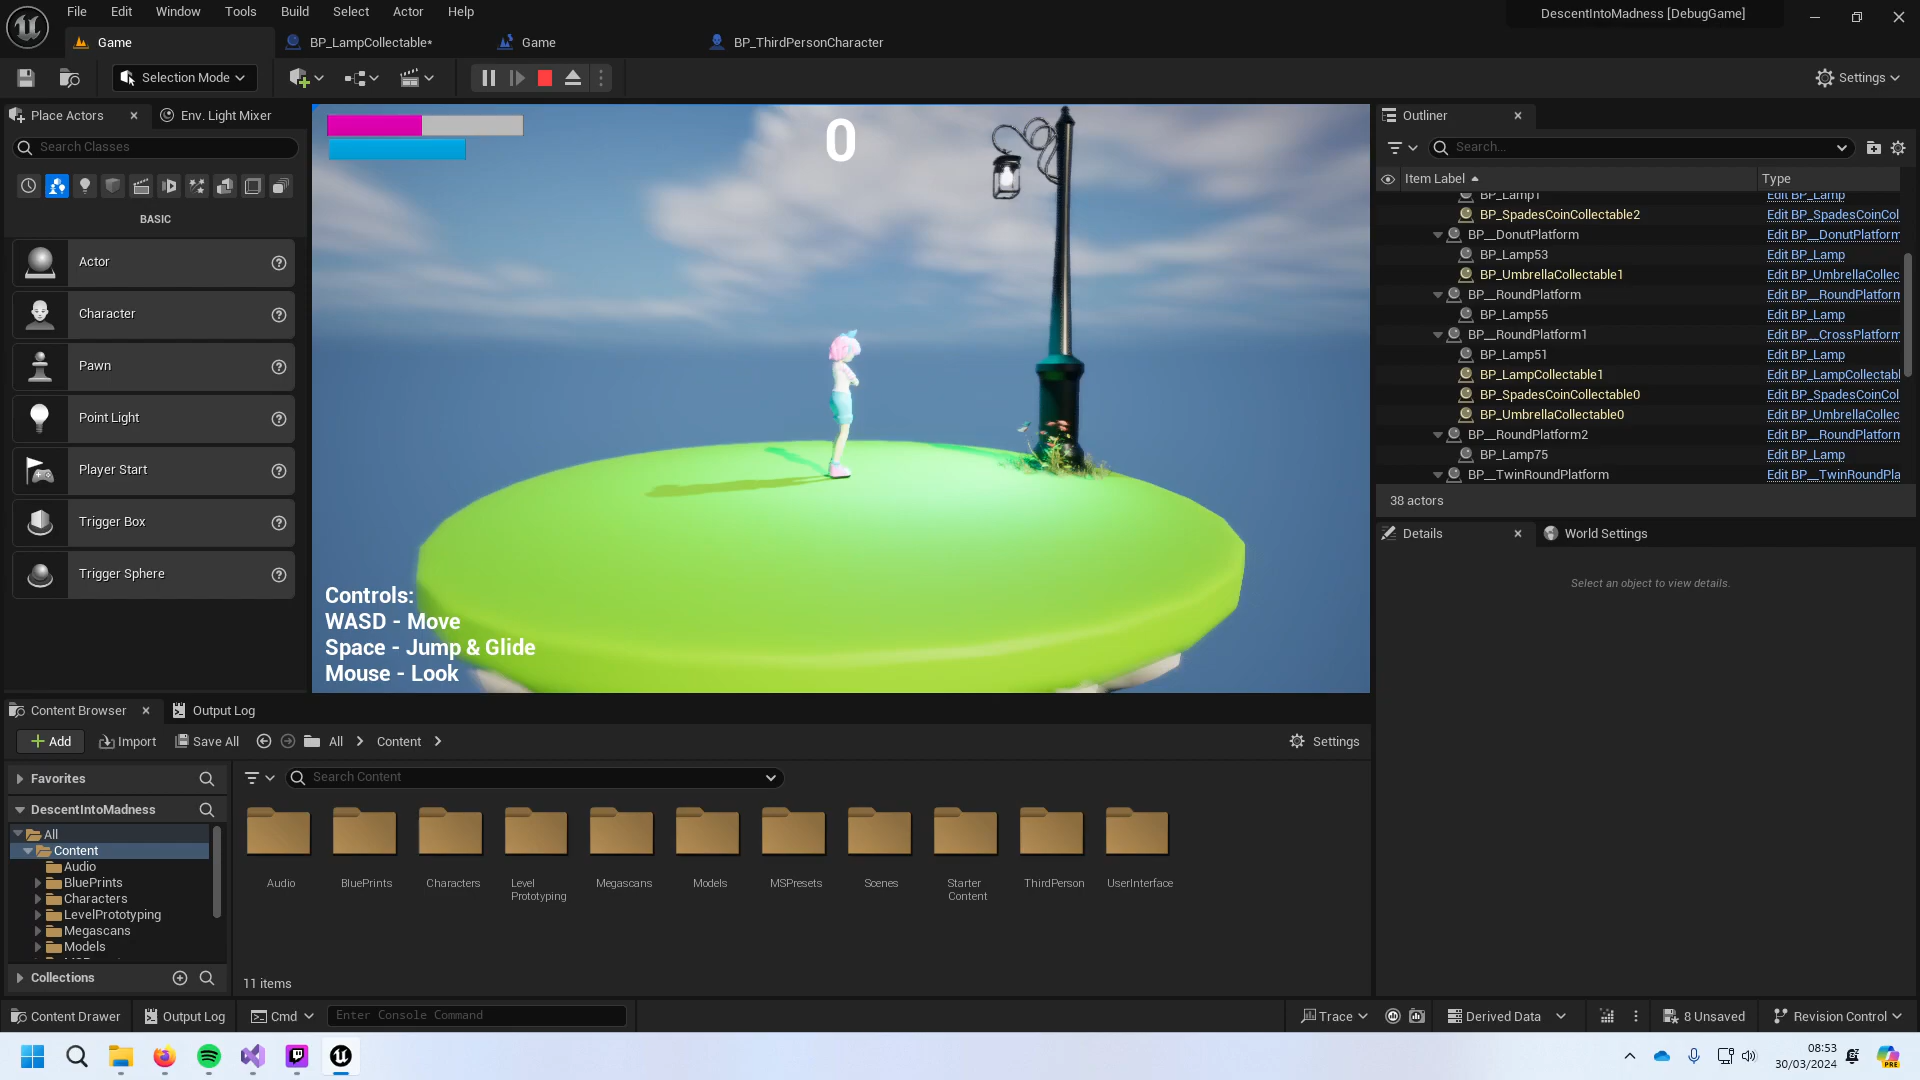 File Edit Window Tools Build Select Actor Help
DescentIntoMadness [DebugGame]
Game
BP_LampCollectable*
Game
BP_ThirdPersonCharacter
Selection Mode
Settings
Place Actors
Env. Light Mixer
Search Classes
BASIC
Actor
Character
Pawn
Point Light
Player Start
Trigger Box
Trigger Sphere
0
Controls:
WASD - Move
Space - Jump & Glide
Mouse - Look
Outliner
Search...
Item Label
Type
BP_Lamp1 Edit BP_Lamp
BP_SpadesCoinCollectable2 Edit BP_SpadesCoinCol
BP__DonutPlatform Edit BP__DonutPlatform
BP_Lamp53 Edit BP_Lamp
BP_UmbrellaCollectable1 Edit BP_UmbrellaCollec
BP__RoundPlatform Edit BP__RoundPlatform
BP_Lamp55 Edit BP_Lamp
BP__RoundPlatform1 Edit BP__CrossPlatform
BP_Lamp51 Edit BP_Lamp
BP_LampCollectable1 Edit BP_LampCollectabl
BP_SpadesCoinCollectable0 Edit BP_SpadesCoinCol
BP_UmbrellaCollectable0 Edit BP_UmbrellaCollec
BP__RoundPlatform2 Edit BP__RoundPlatform
BP_Lamp75 Edit BP_Lamp
BP__TwinRoundPlatform Edit BP__TwinRoundPla
38 actors
Details
World Settings
Select an object to view details.
Content Browser
Output Log
Add
Import
Save All
All
Content
Settings
Favorites
Search Content
DescentIntoMadness
All
Content
Audio
BluePrints
Characters
LevelPrototyping
Megascans
Models
Collections
Audio
BluePrints
Characters
Level
Prototyping
Megascans
Models
MSPresets
Scenes
Starter
Content
ThirdPerson
UserInterface
11 items
Content Drawer
Output Log
Cmd
Enter Console Command
Trace
Derived Data
8 Unsaved
Revision Control
08:53
30/03/2024
PRE